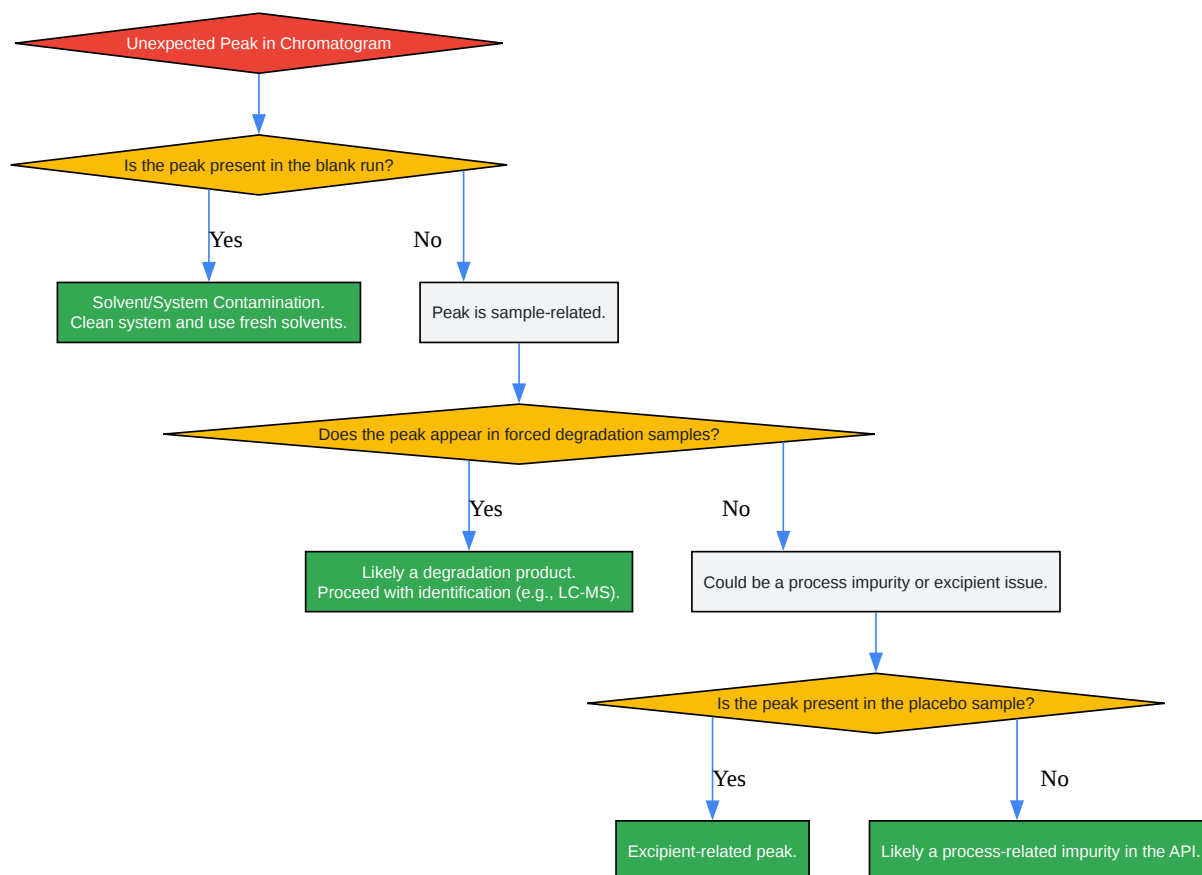 Unexpected Peak in Chromatogram
Is the peak present in the blank run?
Yes
No
Solvent/System Contamination.
Clean system and use fresh solvents.
Peak is sample-related.
Does the peak appear in forced degradation samples?
Yes
No
Likely a degradation product.
Proceed with identification (e.g., LC-MS).
Could be a process impurity or excipient issue.
Is the peak present in the placebo sample?
Yes
No
Excipient-related peak.
Likely a process-related impurity in the API.